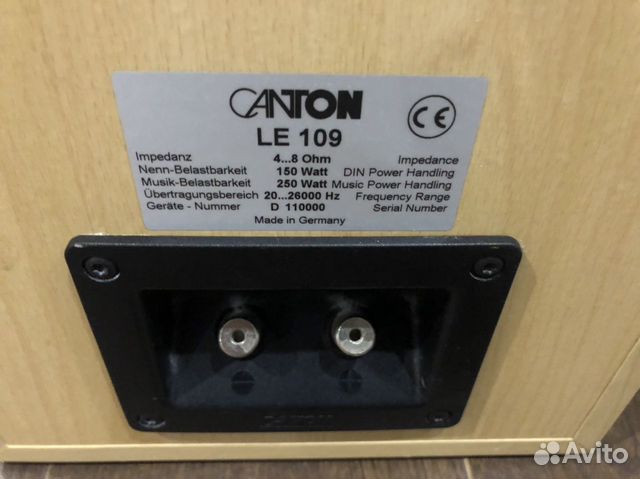 CANTON
CE
LE 109
Impedanz 4...8 Ohm Impedance
Nenn-Belastbarkeit 150 Watt DIN Power Handling
Musik-Belastbarkeit 250 Watt Music Power Handling
Übertragungsbereich 20...26000 Hz Frequency Range
Geräte - Nummer D 110000 Serial Number
Made in Germany
CANTON
Avito